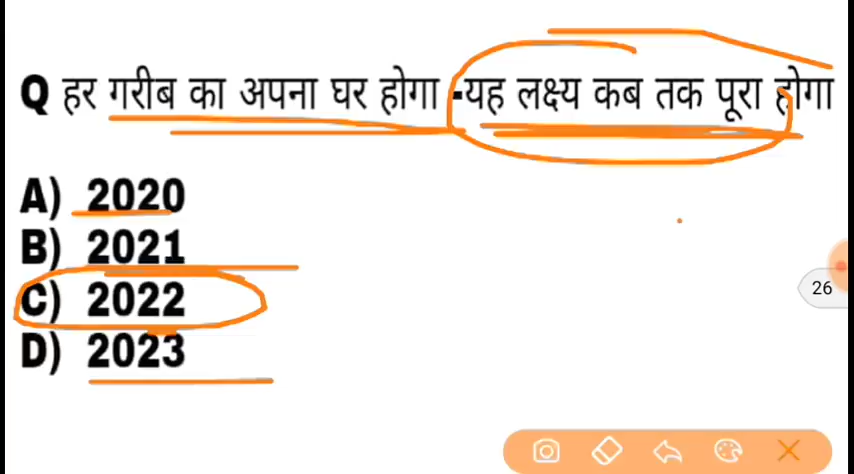 Q हर गरीब का अपना घर होगा -यह लक्ष्य कब तक पूरा होगा
A) 2020
B) 2021
C) 2022
D) 2023
26